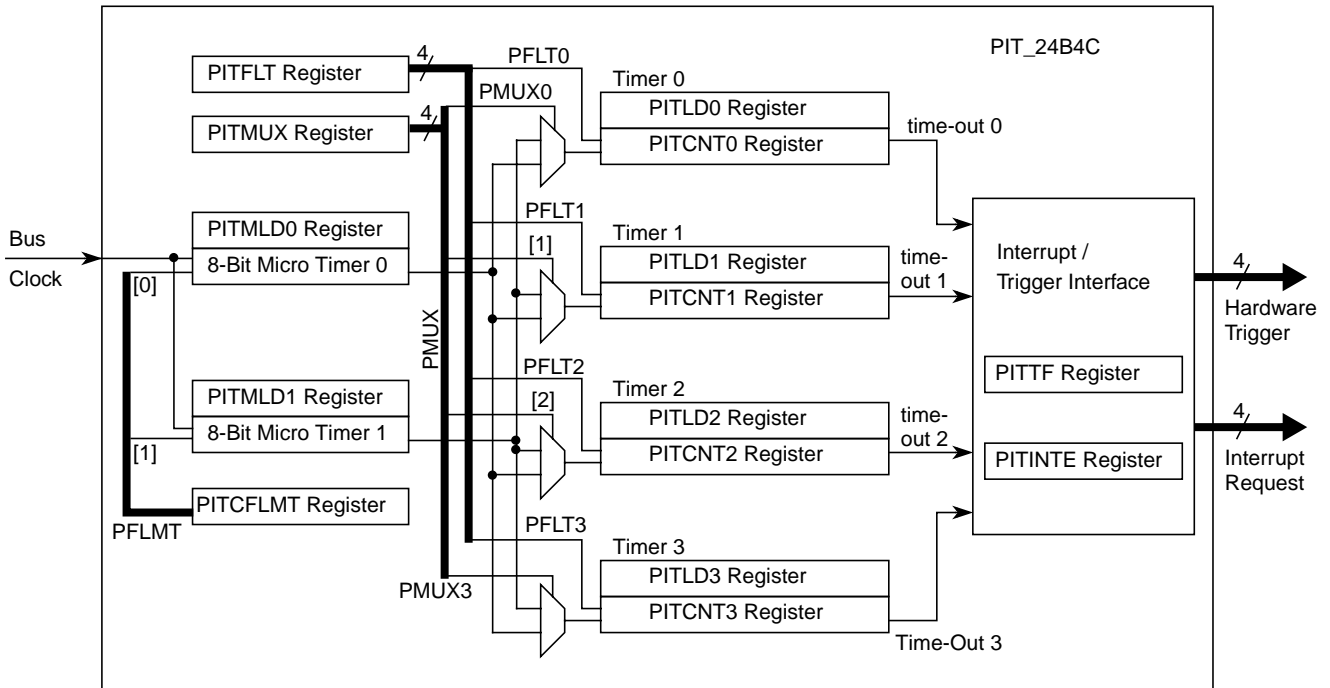 PIT_24B4C
4
PFLT0
PITFLT Register
Timer 0
PMUX0
PITLD0 Register
4
PITMUX Register
time-out 0
PITCNT0 Register
PFLT1
PITMLD0 Register
Timer 1
Bus
Clock
8-Bit Micro Timer 0
[0]
[1]
PITLD1 Register
time-
out 1
PITCNT1 Register
Interrupt /
Trigger Interface
4
Hardware
Trigger
PMUX
PFLT2
PITTF Register
PITMLD1 Register
Timer 2
[2]
PITLD2 Register
time-
out 2
8-Bit Micro Timer 1
[1]
PITCNT2 Register
PITINTE Register
4
Interrupt
Request
PITCFLMT Register
PFLMT
PFLT3
Timer 3
PITLD3 Register
PMUX3
PITCNT3 Register
Time-Out 3